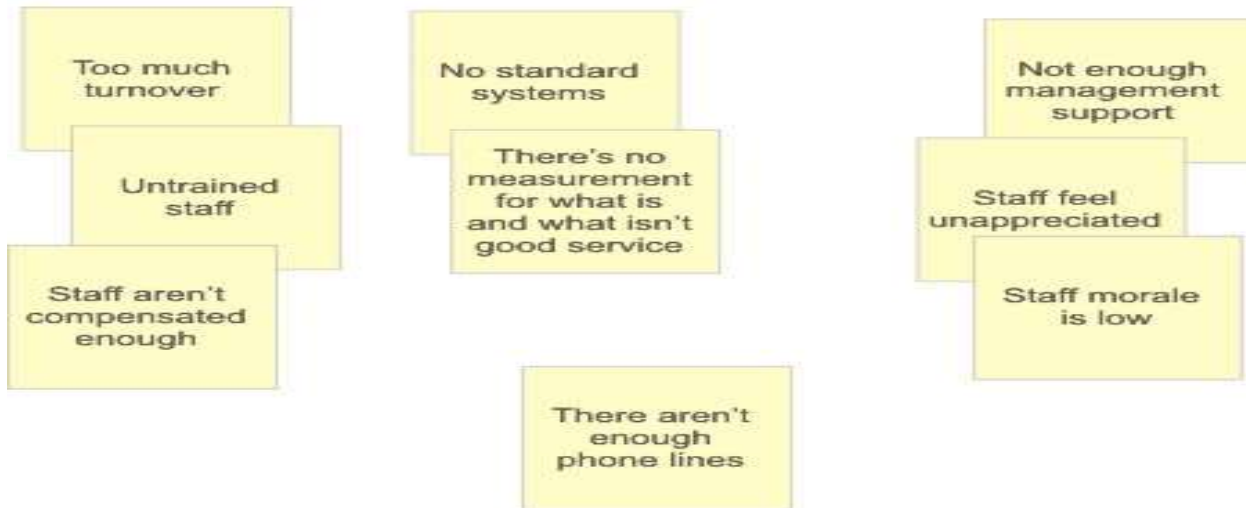 Too much
turnover
Untrained
staff
Staff aren't
compensated
enough
No standard
systems
There's no
measurement
for what is
and what isn't
good service
There aren't
enough
phone lines
Not enough
management
support
Staff feel
unappreciated
Staff morale
is low